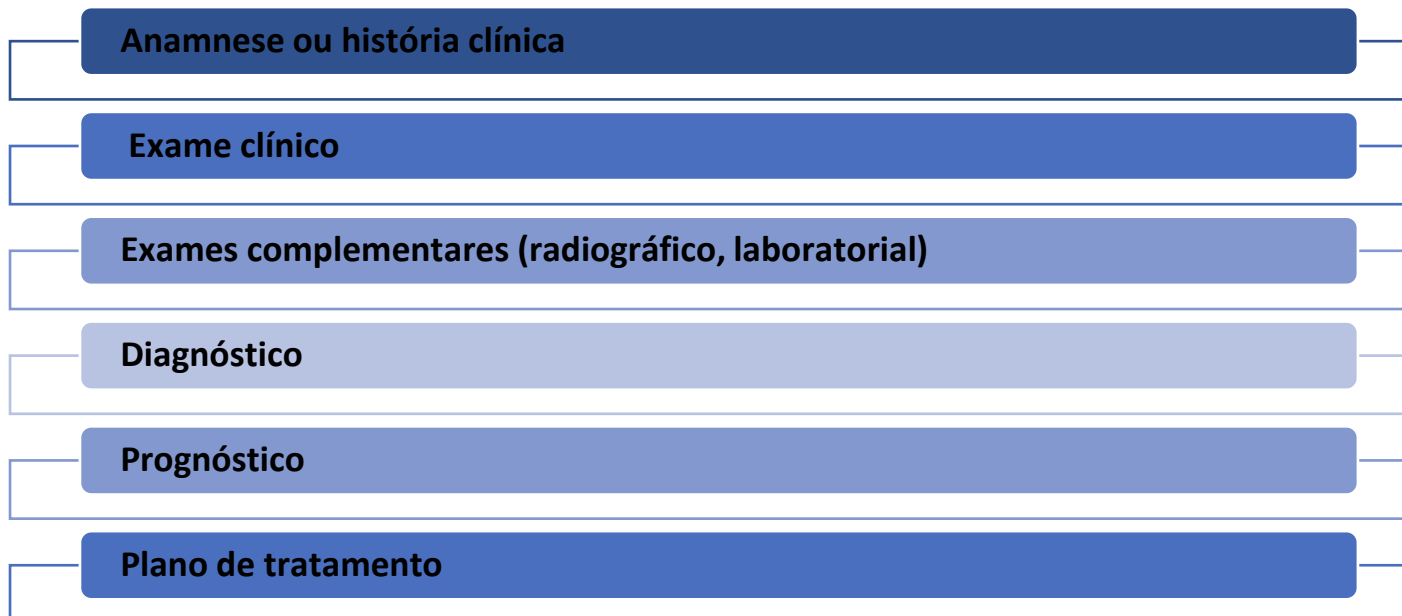 Anamnese ou história clínica
Exame clínico
Exames complementares (radiográfico, laboratorial)
Diagnóstico
Prognóstico
Plano de tratamento